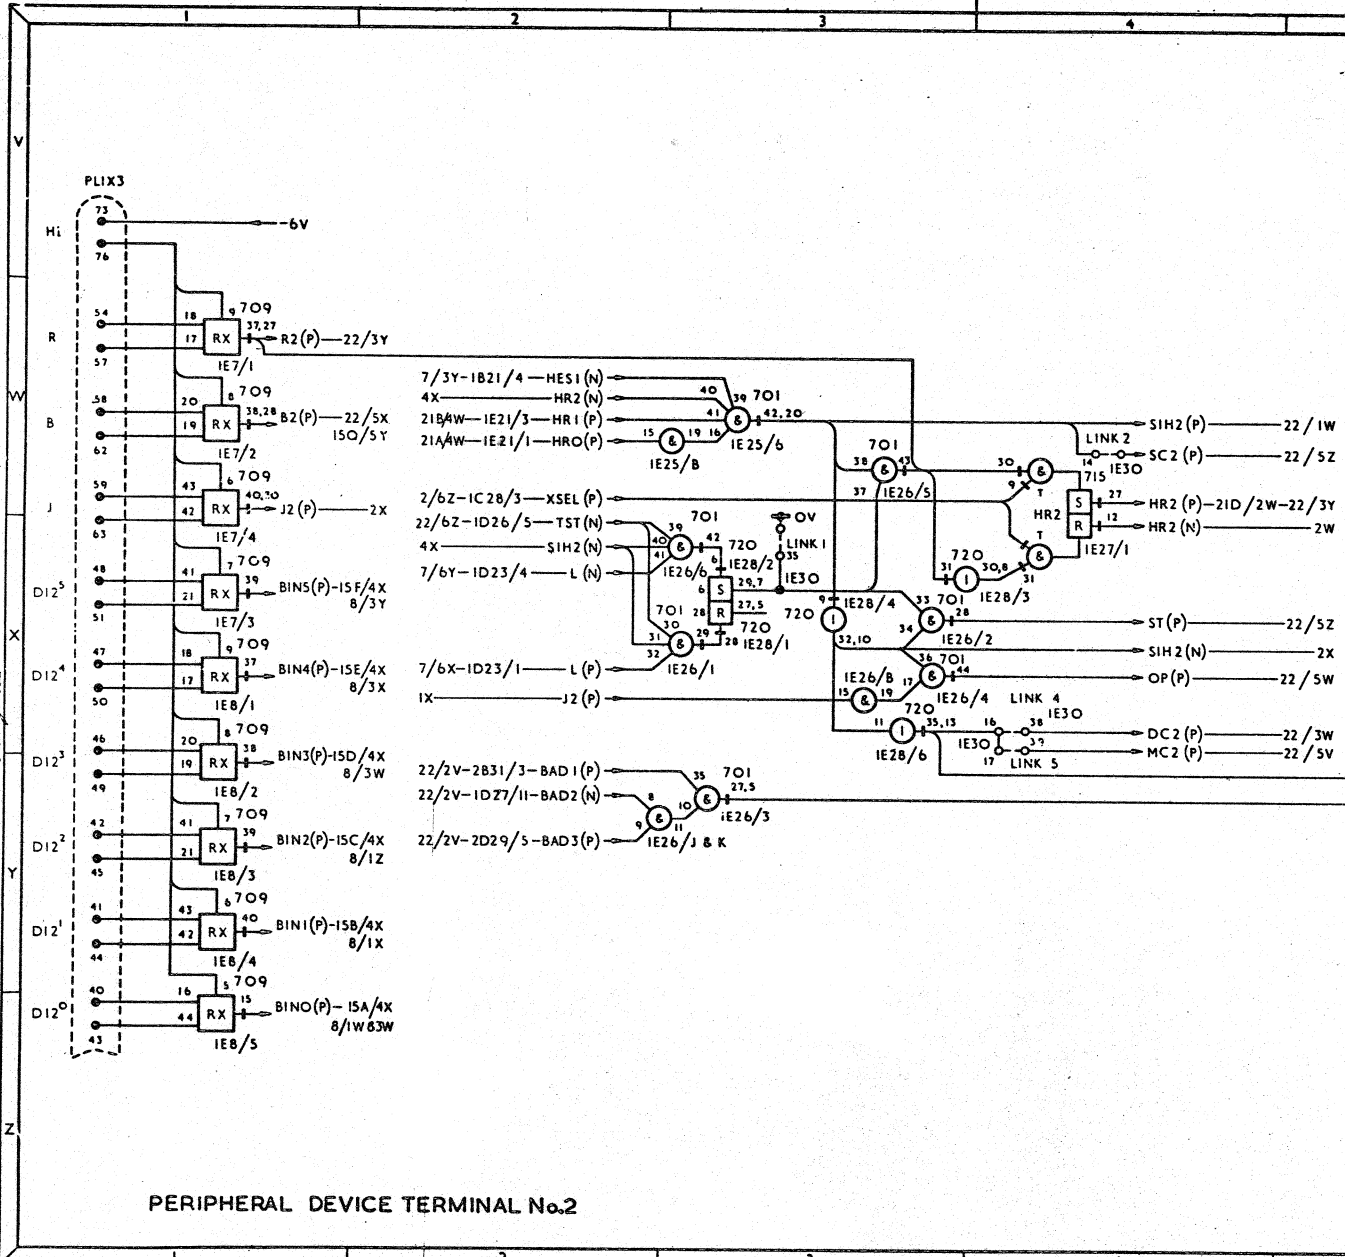 1 2 3 4
V
W
X
Y
Z
PLIX3
73
Hi
-6V
76
54
18
9 709
37,27
R
RX
R2(P)—22/3Y
17
57
1E7/1
58
20
8 709
38,28
B
RX
B2(P)—22/5X
19
15Q/5Y
62
1E7/2
59
43
6 709
40,30
J
RX
J2(P)—2X
42
63
1E7/4
48
41
7 709
39
D12⁵
RX
BIN5(P)-15F/4X
21
8/3Y
51
1E7/3
47
18
9 709
37
D12⁴
RX
BIN4(P)-15E/4X
17
8/3X
50
1E8/1
46
20
8 709
38
D12³
RX
BIN3(P)-15D/4X
19
8/3W
49
1E8/2
42
41
7 709
39
D12²
RX
BIN2(P)-15C/4X
21
8/1Z
45
1E8/3
41
43
6 709
40
D12¹
RX
BIN1(P)-15B/4X
42
8/1X
44
1E8/4
40
16
5 709
15
D12⁰
RX
BINO(P)-15A/4X
44
8/1W 83W
43
1E8/5
7/3Y-1B21/4—HES1(N)
4X—HR2(N)
21B/4W—1E21/3—HR1(P)
21A/4W—1E21/1—HRO(P)
40
39 701
41
&
42,20
15
&
19
16
1E25/6
1E25/B
2/6Z-1C28/3—XSEL(P)
22/6Z-1D26/5—TST(N)
4X—SIH2(N)
7/6Y-1D23/4—L(N)
701
39
40
&
42
41
720
6
1E28/2
1E26/6
6
S
29,7
28
R
27,5
720
28
1E28/1
701
30
31
&
29
32
1E26/1
7/6X-1D23/1—L(P)
1X—J2(P)
OV
LINK 1
35
1E30
701
38
&
43
37
1E26/5
9
1E28/4
720
1
32,10
33
701
&
28
34
1E26/2
1E26/B
15
&
19
36
701
17
&
44
1E26/4
720
11
1
35,13
1E28/6
LINK 4
1E30
16
38
1E30
17
39
LINK 5
30
&
9
T
715
S
27
HR2
R
12
1E27/1
T
&
31
720
31
1
30,8
1E28/3
SIH2(P)—22/1W
LINK 2
14
1E30
SC2(P)—22/5Z
HR2(P)-21D/2W-22/3Y
HR2(N)—2W
ST(P)—22/5Z
SIH2(N)—2X
OP(P)—22/5W
DC2(P)—22/3W
MC2(P)—22/5V
22/2V-2B31/3-BAD1(P)
22/2V-1D27/11-BAD2(N)
22/2V-2D29/5-BAD3(P)
35
701
&
27,5
8
&
10
9
11
1E26/3
1E26/J & K
PERIPHERAL DEVICE TERMINAL No.2